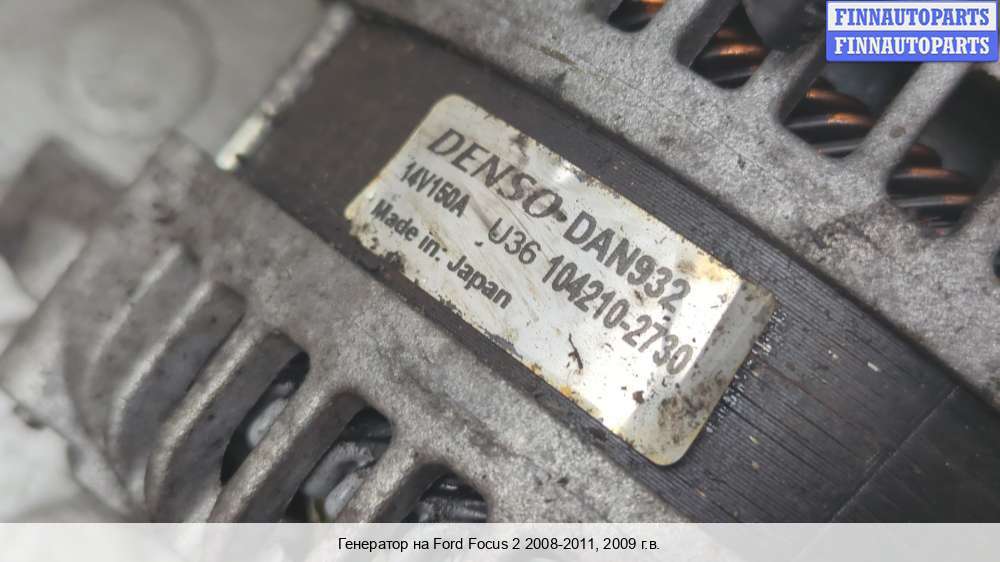 FINNAUTOPARTS
FINNAUTOPARTS
DENSO-DAN932
14V150A U36 104210-2730
Made in. Japan
Генератор на Ford Focus 2 2008-2011, 2009 г.в.